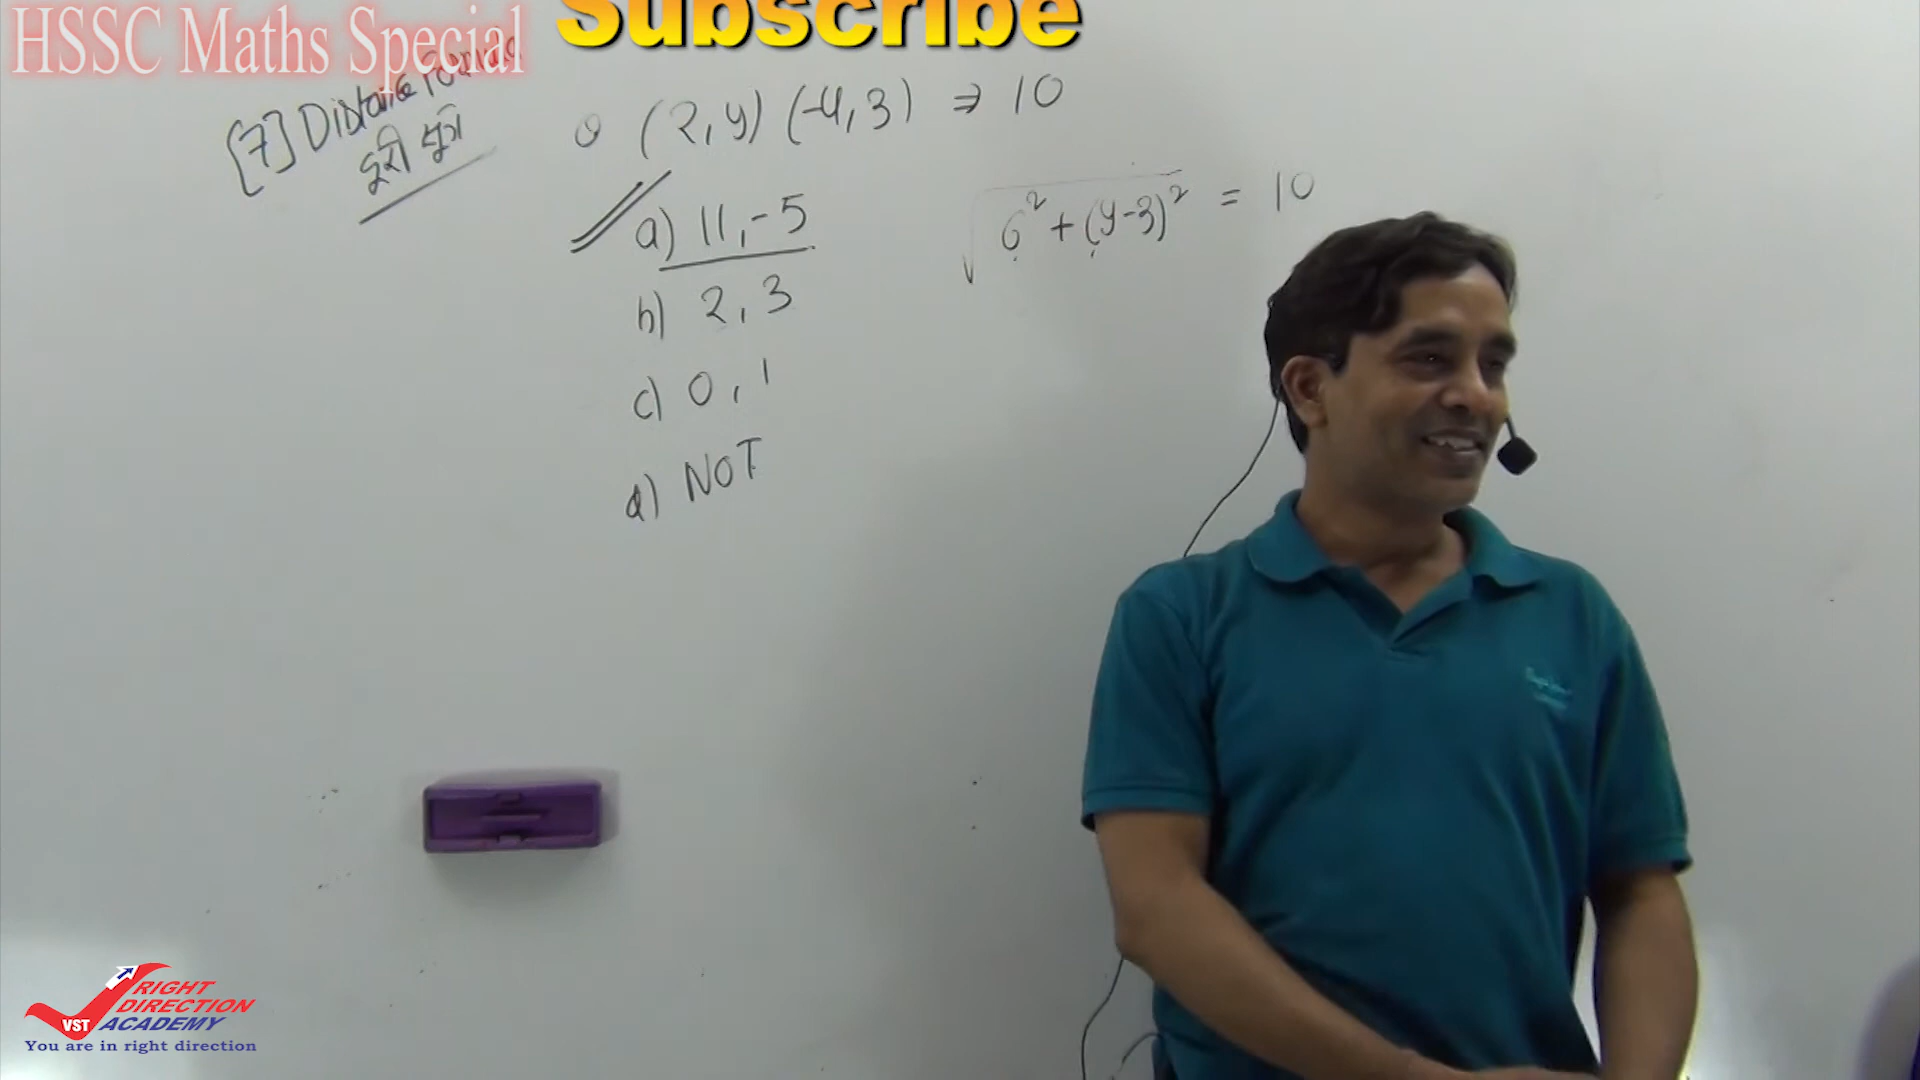 HSSC Maths Special
Subscribe
[7] Distance Formula
दूरी सूत्र
Q (2, y) (-4, 3) ⇒ 10
a) 11, -5
b) 2, 3
c) 0, 1
d) NOT
√6² + (y-3)² = 10
RIGHT
DIRECTION
VST ACADEMY
You are in right direction